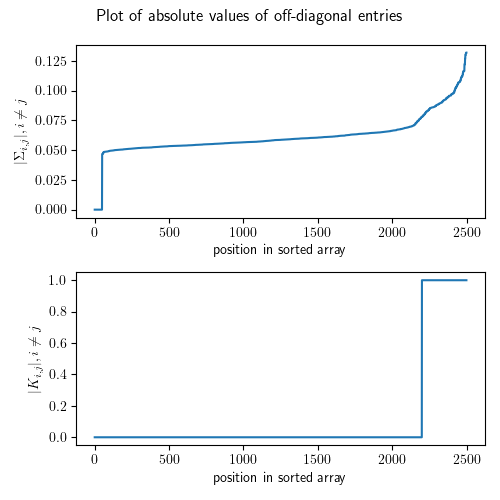 Plot of absolute values of off-diagonal entries
|Σ_{i,j}|, i ≠ j
0.125
0.100
0.075
0.050
0.025
0.000
0 500 1000 1500 2000 2500
position in sorted array
|K_{i,j}|, i ≠ j
1.0
0.8
0.6
0.4
0.2
0.0
0 500 1000 1500 2000 2500
position in sorted array